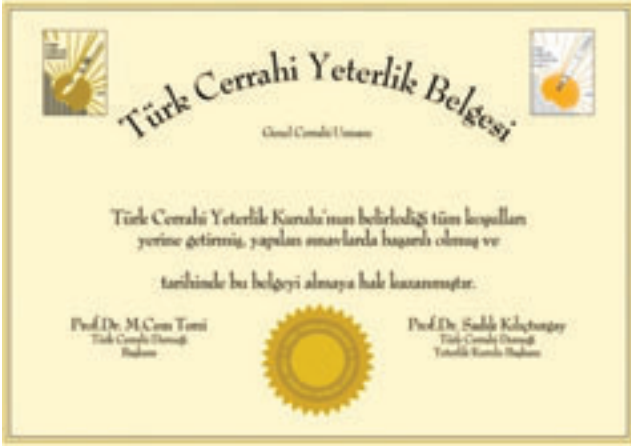 Türk Cerrahi Yeterlik Belgesi
Genel Cerrahi Uzmanı
Türk Cerrahi Yeterlik Kurulu'nun belirlediği tüm koşulları
yerine getirmiş, yapılan sınavlarda başarılı olmuş ve
tarihinde bu belgeyi almaya hak kazanmıştır.
Prof.Dr. M.Cem Terzi
Türk Cerrahi Derneği
Başkanı
Prof.Dr. Sadık Kılıçturgay
Türk Cerrahi Derneği
Yeterlik Kurulu Başkanı